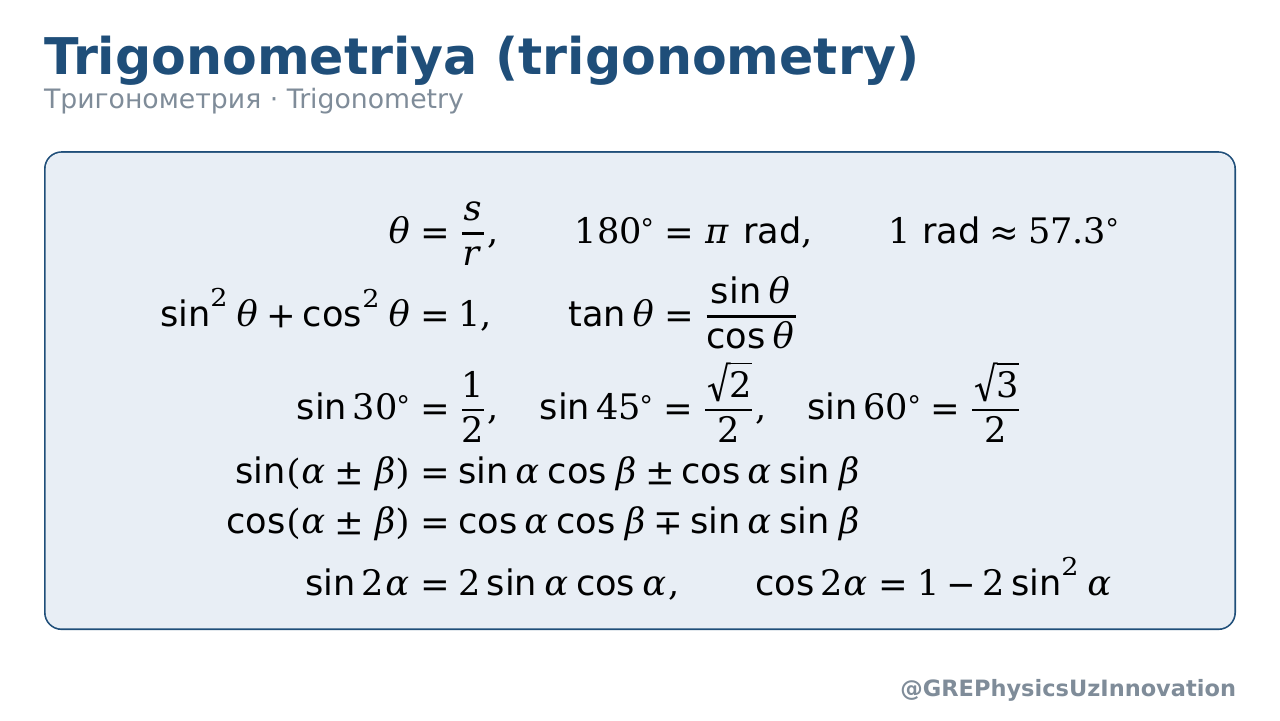 Trigonometriya (trigonometry)
Тригонометрия · Trigonometry
θ = s/r, 180° = π rad, 1 rad ≈ 57.3°
sin² θ + cos² θ = 1, tan θ = sin θ/cos θ
sin 30° = 1/2, sin 45° = √2/2, sin 60° = √3/2
sin(α ± β) = sin α cos β ± cos α sin β
cos(α ± β) = cos α cos β ∓ sin α sin β
sin 2α = 2 sin α cos α, cos 2α = 1 − 2 sin² α
@GREPhysicsUzInnovation